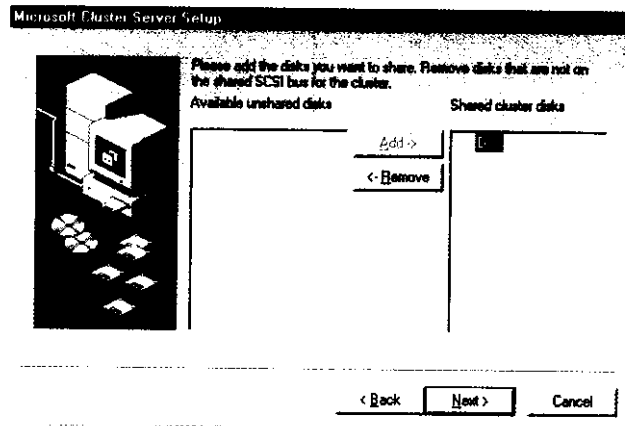 Microsoft Cluster Server Setup
Please add the disks you want to share. Remove disks that are not on
the shared SCSI bus for the cluster.
Available unshared disks
Shared cluster disks
Add ->
<- Remove
< Back
Next >
Cancel